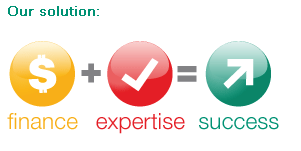 Our solution:
$ + =
finance expertise success